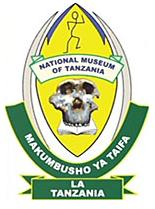 NATIONAL MUSEUM
OF TANZANIA
MAKUMBUSHO YA TAIFA
LA
TANZANIA